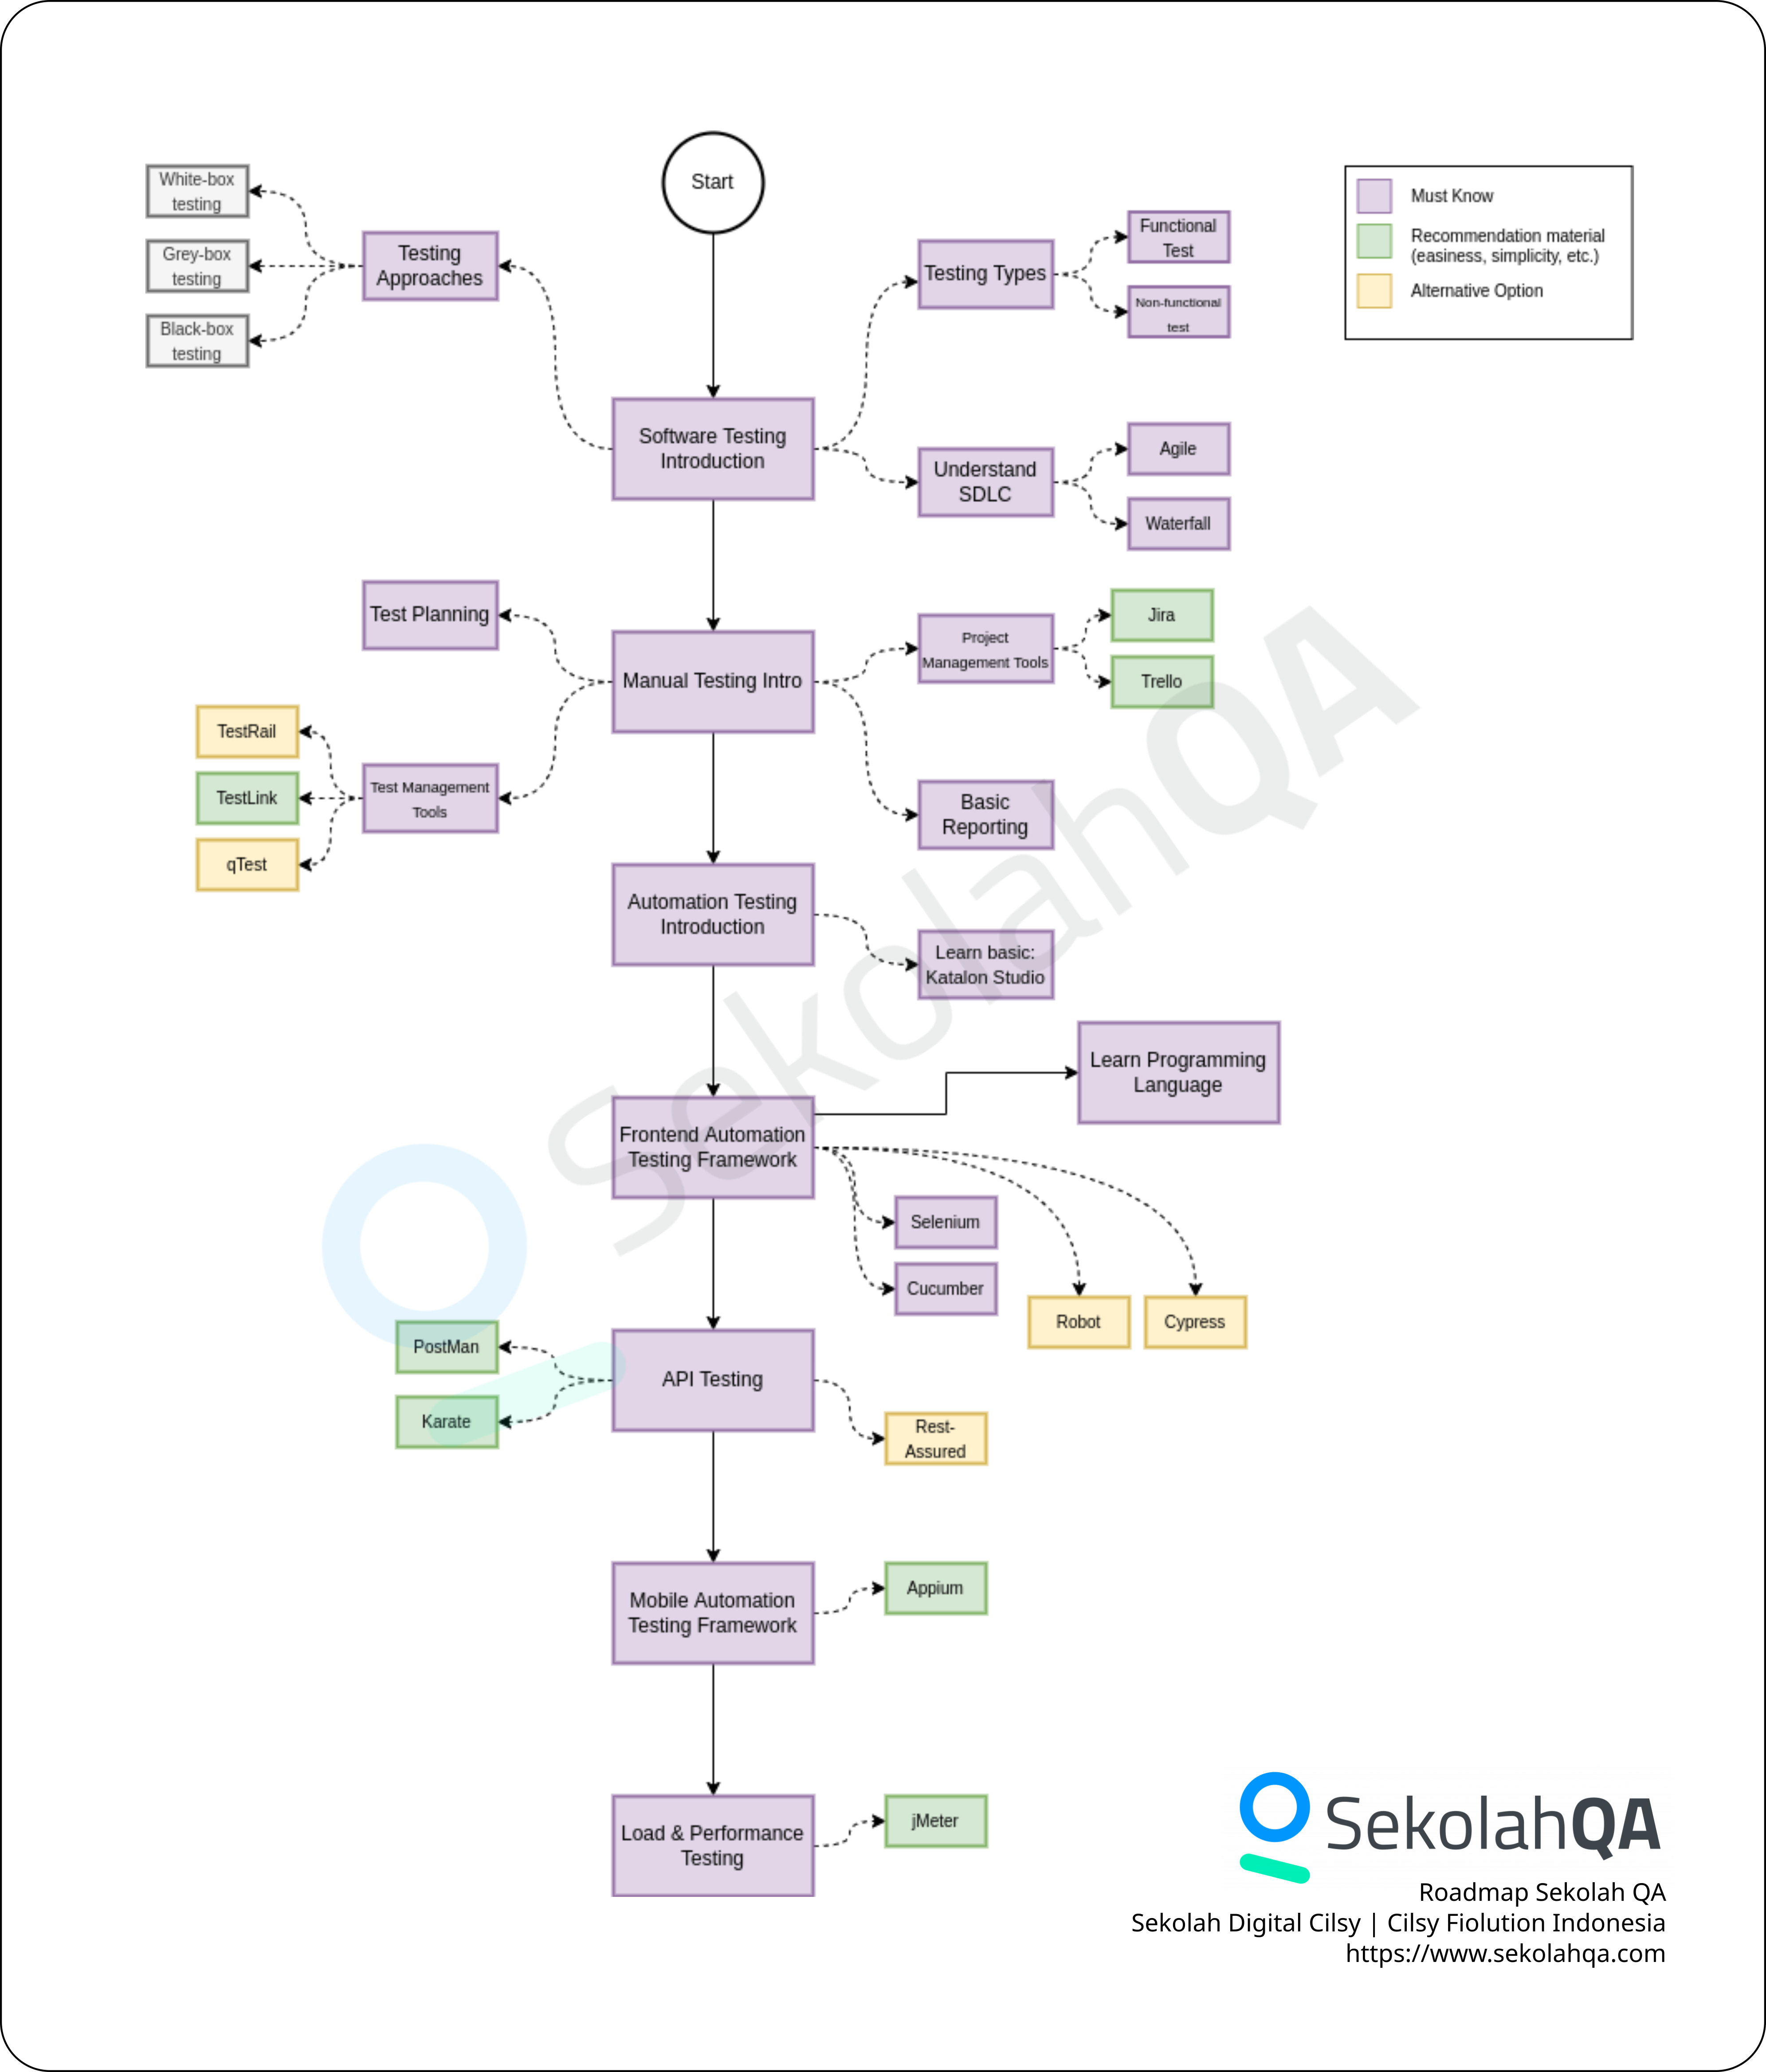 Start
White-box
testing
Grey-box
testing
Black-box
testing
Testing
Approaches
Testing Types
Functional
Test
Non-functional
test
Must Know
Recommendation material
(easiness, simplicity, etc.)
Alternative Option
Software Testing
Introduction
Understand
SDLC
Agile
Waterfall
Test Planning
Manual Testing Intro
Project
Management Tools
Jira
Trello
TestRail
TestLink
qTest
Test Management
Tools
Basic
Reporting
Automation Testing
Introduction
Learn basic:
Katalon Studio
Learn Programming
Language
Frontend Automation
Testing Framework
Selenium
Cucumber
Robot
Cypress
PostMan
Karate
API Testing
Rest-
Assured
Mobile Automation
Testing Framework
Appium
Load & Performance
Testing
jMeter
SekolahQA
SekolahQA
Roadmap Sekolah QA
Sekolah Digital Cilsy | Cilsy Fiolution Indonesia
https://www.sekolahqa.com